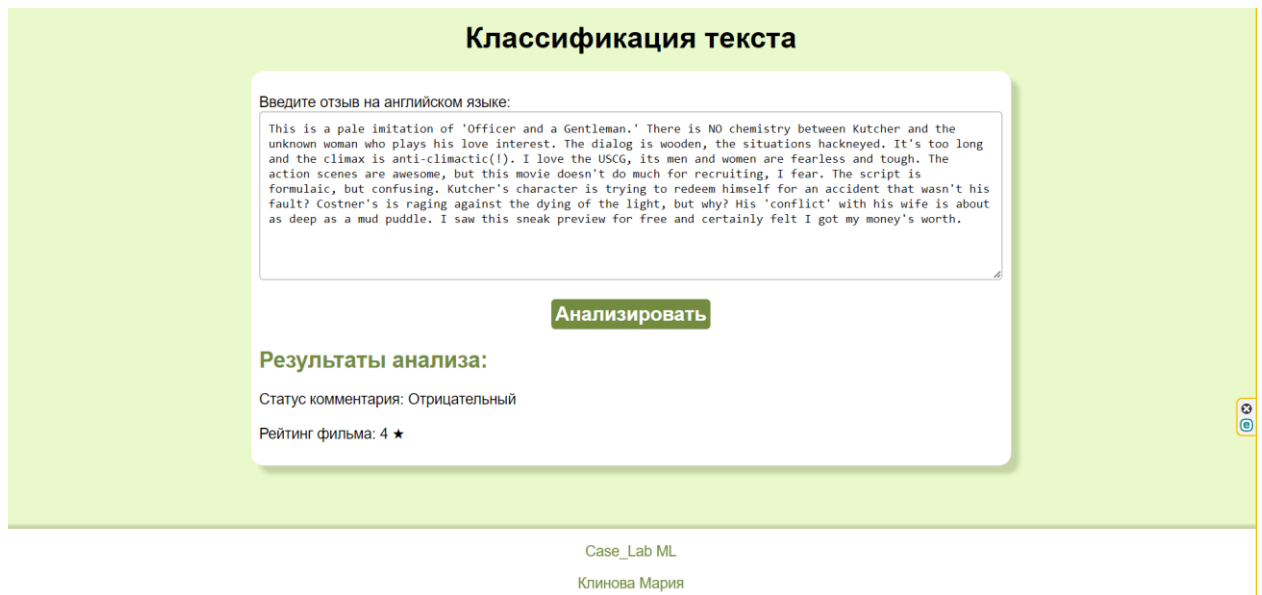 Классификация текста
Введите отзыв на английском языке:
This is a pale imitation of 'Officer and a Gentleman.' There is NO chemistry between Kutcher and the
unknown woman who plays his love interest. The dialog is wooden, the situations hackneyed. It's too long
and the climax is anti-climactic(!). I love the USCG, its men and women are fearless and tough. The
action scenes are awesome, but this movie doesn't do much for recruiting, I fear. The script is
formulaic, but confusing. Kutcher's character is trying to redeem himself for an accident that wasn't his
fault? Costner's is raging against the dying of the light, but why? His 'conflict' with his wife is about
as deep as a mud puddle. I saw this sneak preview for free and certainly felt I got my money's worth.
Анализировать
Результаты анализа:
Статус комментария: Отрицательный
Рейтинг фильма: 4 ★
Case_Lab ML
Клинова Мария